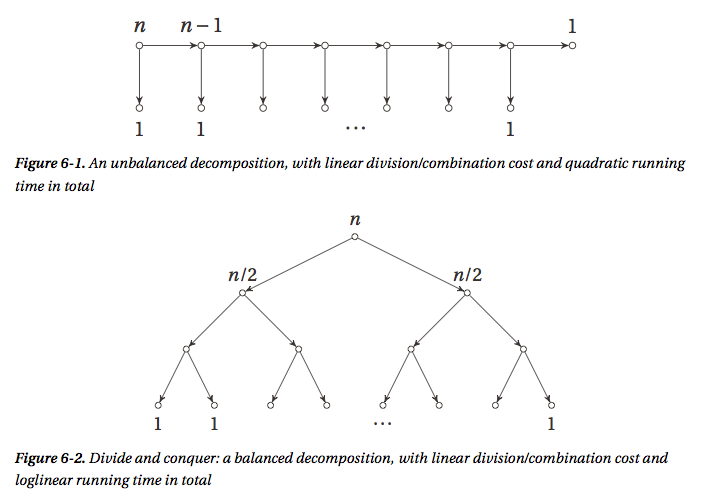 n n – 1 1
1 1 ... 1
Figure 6-1. An unbalanced decomposition, with linear division/combination cost and quadratic running
time in total
n
n/2 n/2
1 1 ... 1
Figure 6-2. Divide and conquer: a balanced decomposition, with linear division/combination cost and
loglinear running time in total